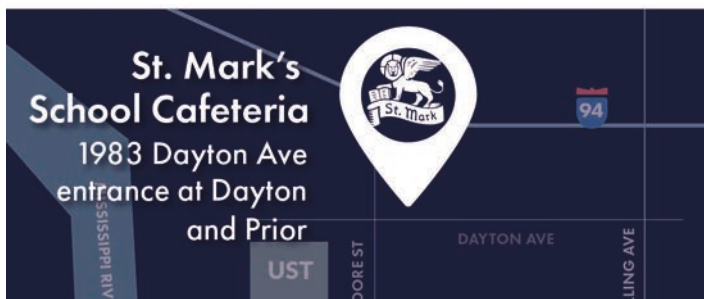 St. Mark's
School Cafeteria
1983 Dayton Ave
entrance at Dayton
and Prior
St. Mark
94
DAYTON AVE
UST